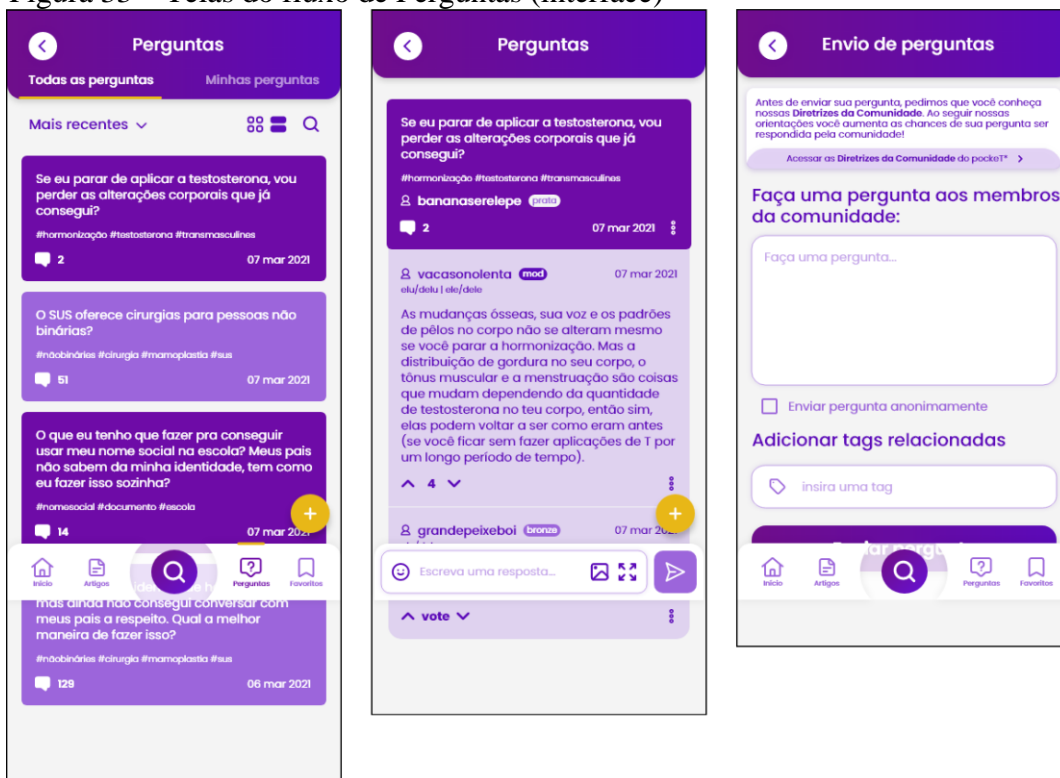 Figura 33 – Telas do fluxo de Perguntas (interface)
Perguntas
Todas as perguntas Minhas perguntas
Mais recentes
Se eu parar de aplicar a testosterona, vou
perder as alterações corporais que já
consegui?
#hormonização #testosterona #transmasculines
2 07 mar 2021
O SUS oferece cirurgias para pessoas não
binárias?
#nãobináries #cirurgia #mamoplastia #sus
51 07 mar 2021
O que eu tenho que fazer pra conseguir
usar meu nome social na escola? Meus pais
não sabem da minha identidade, tem como
eu fazer isso sozinha?
#nomesocial #documento #escola
14 07 mar
+
Início Artigos Perguntas Favoritos
mas ainda não consegui conversar com
meus pais a respeito. Qual a melhor
maneira de fazer isso?
#nãobináries #cirurgia #mamoplastia #sus
129 06 mar 2021
Perguntas
Se eu parar de aplicar a testosterona, vou
perder as alterações corporais que já
consegui?
#hormonização #testosterona #transmasculines
bananaserelepe prata
2 07 mar 2021
vacasonolenta mod 07 mar 2021
elu/delu | ele/dele
As mudanças ósseas, sua voz e os padrões
de pêlos no corpo não se alteram mesmo
se você parar a hormonização. Mas a
distribuição de gordura no seu corpo, o
tônus muscular e a menstruação são coisas
que mudam dependendo da quantidade
de testosterona no teu corpo, então sim,
elas podem voltar a ser como eram antes
(se você ficar sem fazer aplicações de T por
um longo período de tempo).
4
+
grandepeixeboi bronze 07 mar
Escreva uma resposta...
vote
Envio de perguntas
Antes de enviar sua pergunta, pedimos que você conheça
nossas Diretrizes da Comunidade. Ao seguir nossas
orientações você aumenta as chances de sua pergunta ser
respondida pela comunidade!
Acessar as Diretrizes da Comunidade do pockeT*
Faça uma pergunta aos membros
da comunidade:
Faça uma pergunta...
Enviar pergunta anonimamente
Adicionar tags relacionadas
insira uma tag
Início Artigos Perguntas Favoritos